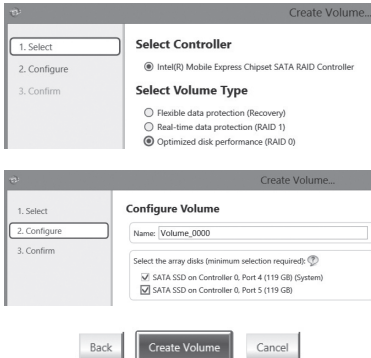 Create Volume...
1. Select
2. Configure
3. Confirm
Select Controller
Intel(R) Mobile Express Chipset SATA RAID Controller
Select Volume Type
Flexible data protection (Recovery)
Real-time data protection (RAID 1)
Optimized disk performance (RAID 0)
Create Volume...
1. Select
2. Configure
3. Confirm
Configure Volume
Name: Volume_0000
Select the array disks (minimum selection required): ?
SATA SSD on Controller 0, Port 4 (119 GB) (System)
SATA SSD on Controller 0, Port 5 (119 GB)
Back Create Volume Cancel